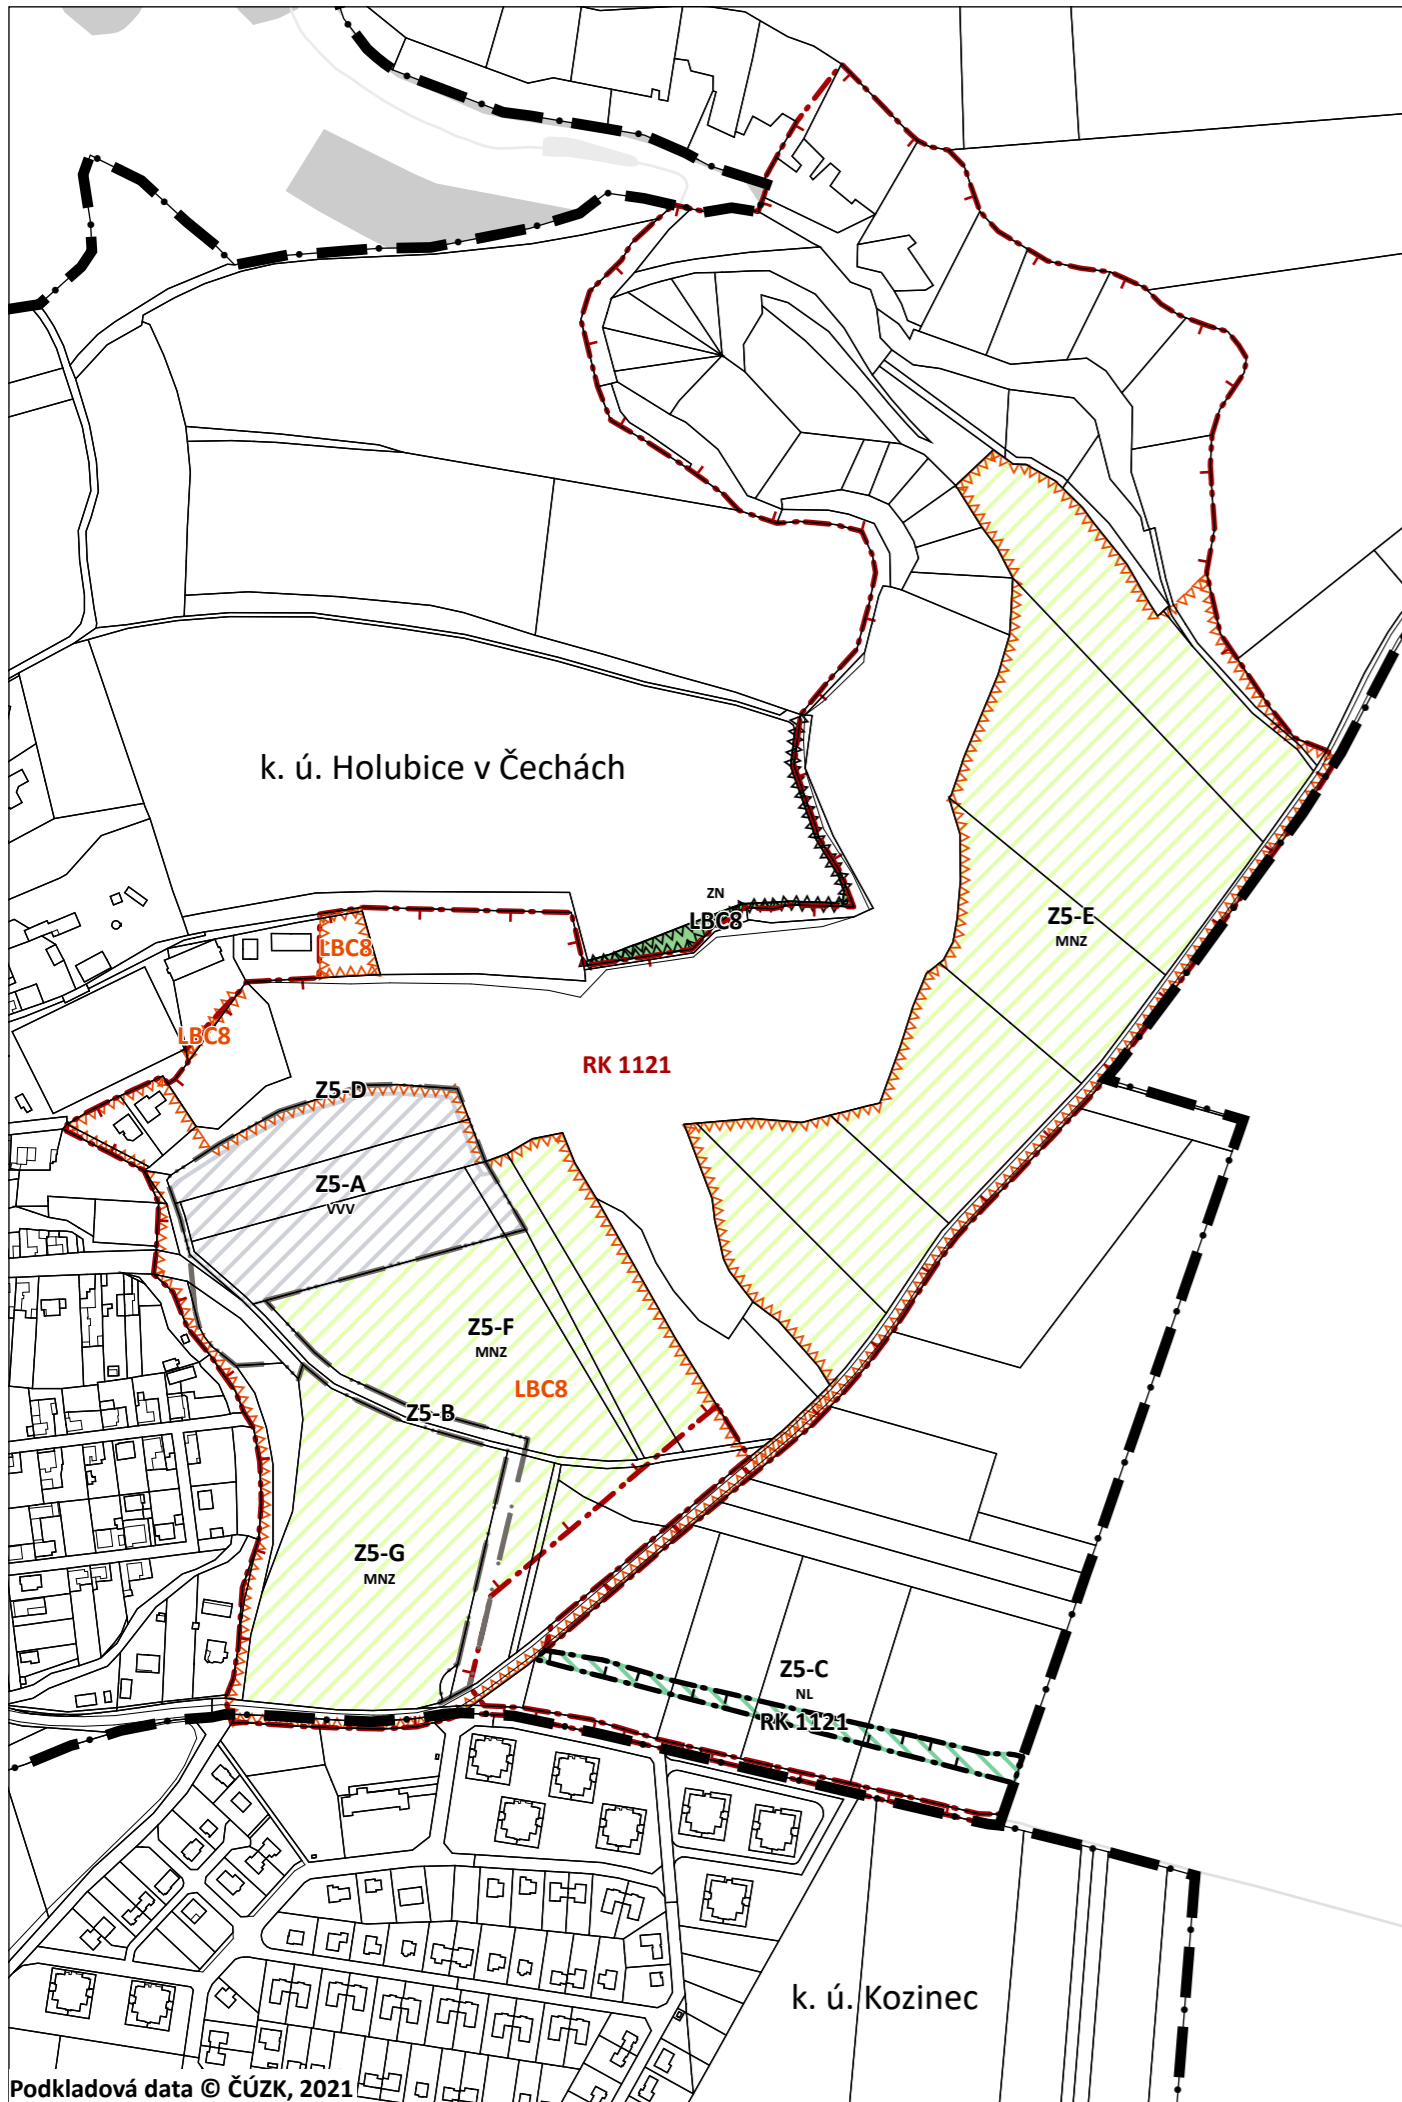 k. ú. Holubice v Čechách
ZN
LBC8
LBC8
Z5-E
MNZ
LBC8
RK 1121
Z5-D
Z5-A
VVV
Z5-F
MNZ
LBC8
Z5-B
Z5-G
MNZ
Z5-C
NL
RK 1121
k. ú. Kozinec
Podkladová data © ČÚZK, 2021